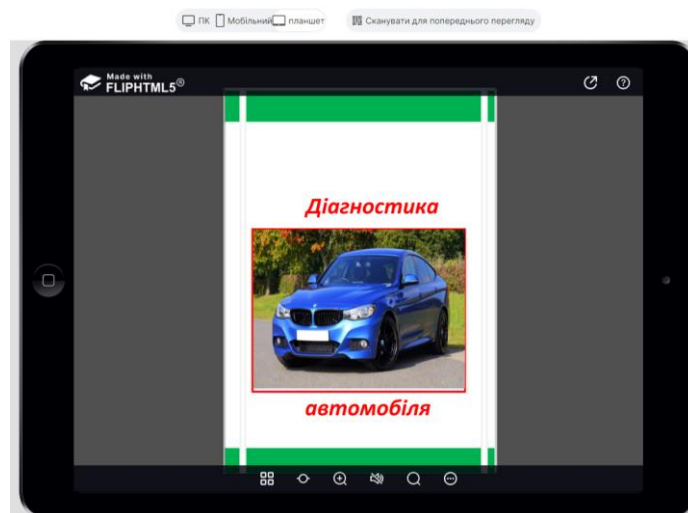 ПК Мобільний планшет Сканувати для попереднього перегляду
Made with
FLIPHTML5®
Діагностика
автомобіля